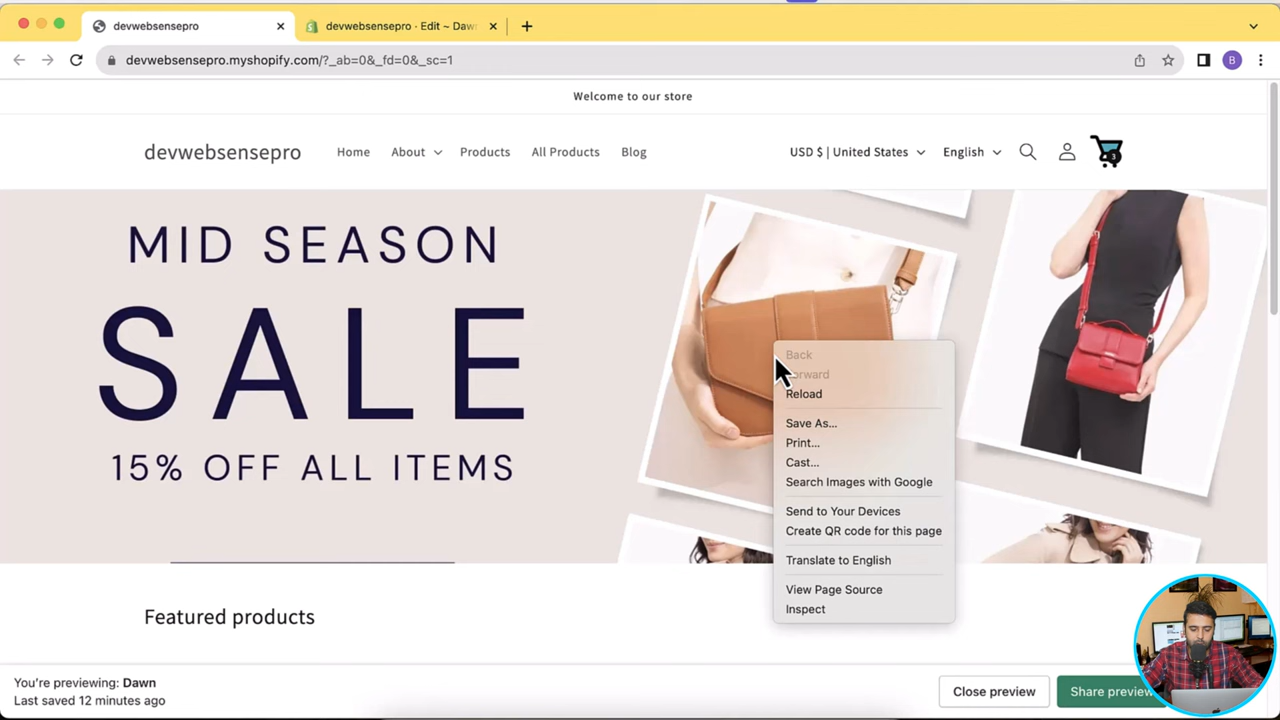 devwebsensepro
devwebsensepro · Edit ~ Daw
devwebsensepro.myshopify.com/?_ab=0&_fd=0&_sc=1
B
Welcome to our store
devwebsensepro
Home
About
Products
All Products
Blog
USD $ | United States
English
3
MID SEASON
SALE
15% OFF ALL ITEMS
Back
orward
Reload
Save As...
Print...
Cast...
Search Images with Google
Send to Your Devices
Create QR code for this page
Translate to English
View Page Source
Inspect
Featured products
You're previewing: Dawn
Last saved 12 minutes ago
Close preview
Share preview